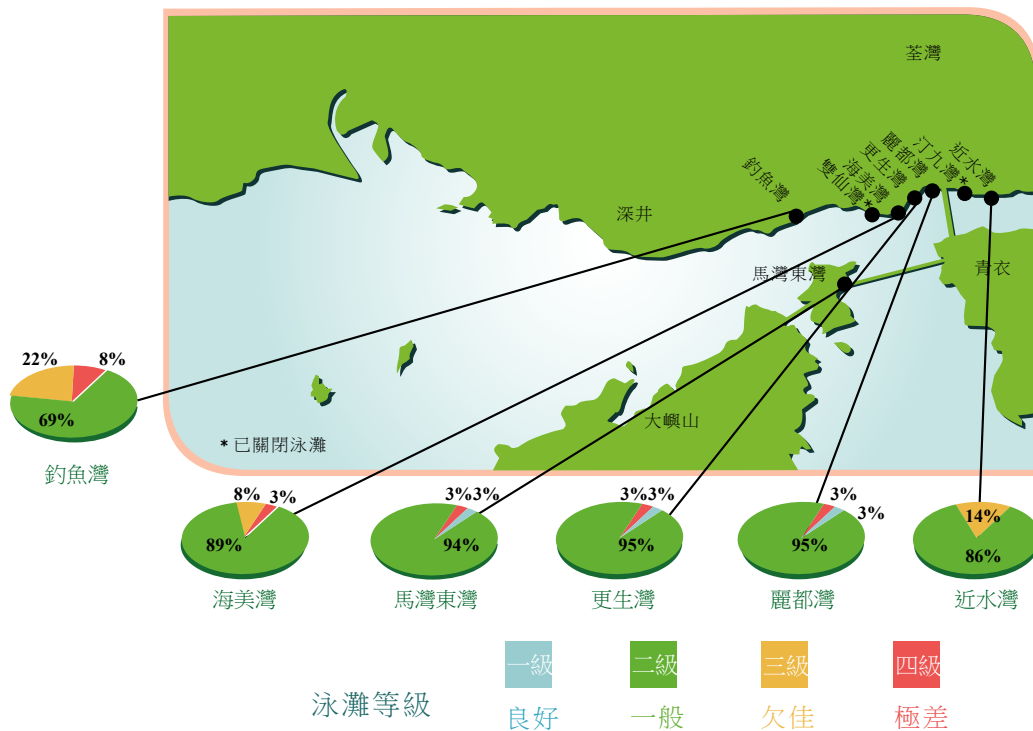 荃灣
釣魚灣
雙仙灣*
海美灣
更生灣
麗都灣
汀九灣*
近水灣
深井
馬灣東灣
青衣
大嶼山
*已關閉泳灘
22%
8%
69%
釣魚灣
8%
3%
89%
海美灣
3%
3%
94%
馬灣東灣
3%
3%
95%
更生灣
3%
3%
95%
麗都灣
14%
86%
近水灣
泳灘等級
一級
二級
三級
四級
良好
一般
欠佳
極差